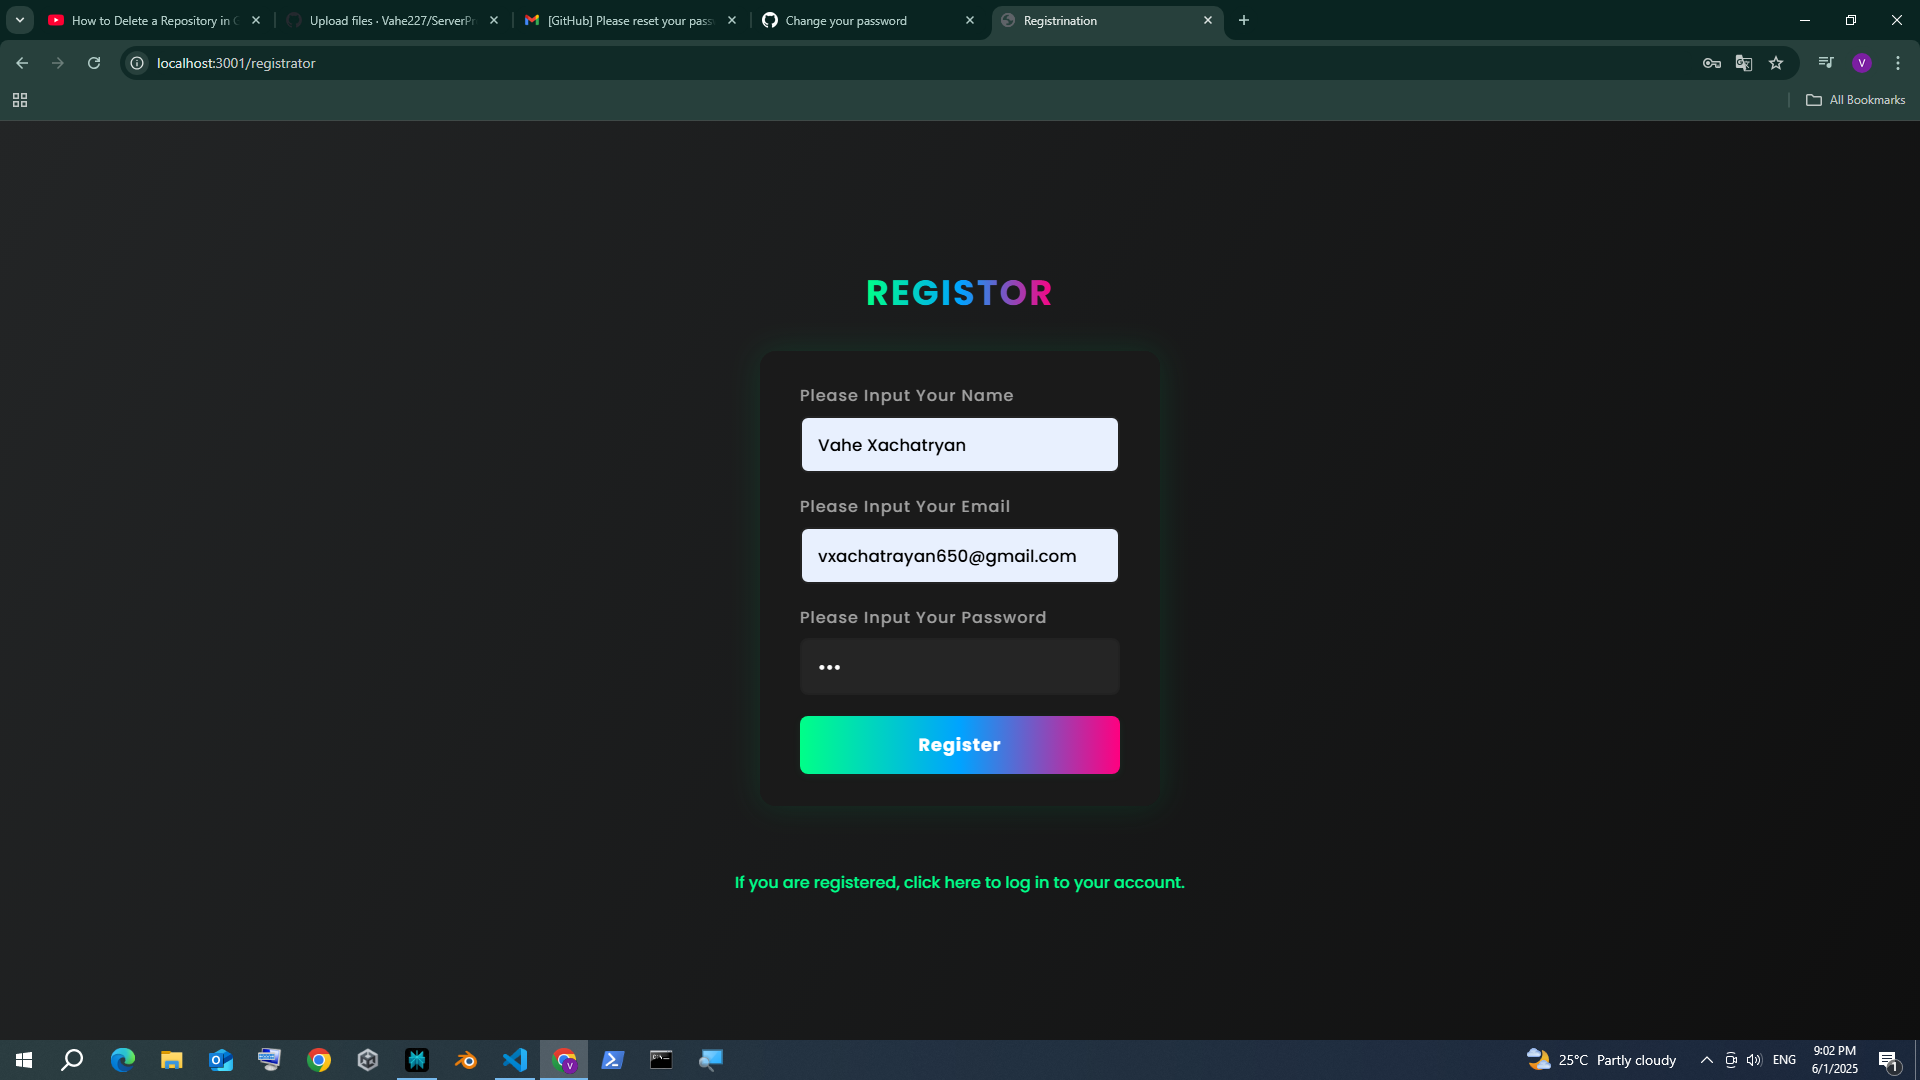 How to Delete a Repository in G
Upload files · Vahe227/ServerPr
[GitHub] Please reset your pass
Change your password
Registrination
localhost:3001/registrator
V
All Bookmarks
REGISTOR
Please Input Your Name
Vahe Xachatryan
Please Input Your Email
vxachatrayan650@gmail.com
Please Input Your Password
•••
Register
If you are registered, click here to log in to your account.
25°C Partly cloudy
ENG
9:02 PM
6/1/2025
1